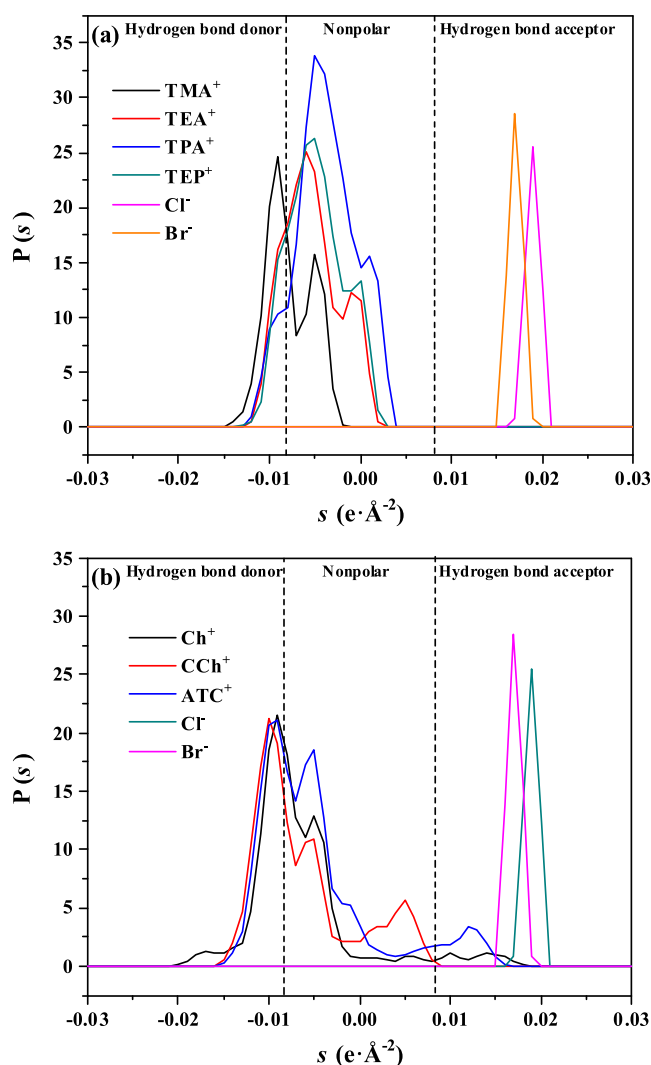 (a) Hydrogen bond donor Nonpolar Hydrogen bond acceptor
35
30
25
20
15
10
5
0
P (s)
TMA⁺
TEA⁺
TPA⁺
TEP⁺
Cl⁻
Br⁻
-0.03 -0.02 -0.01 0.00 0.01 0.02 0.03
s (e·Å⁻²)
(b) Hydrogen bond donor Nonpolar Hydrogen bond acceptor
35
30
25
20
15
10
5
0
P (s)
Ch⁺
CCh⁺
ATC⁺
Cl⁻
Br⁻
-0.03 -0.02 -0.01 0.00 0.01 0.02 0.03
s (e·Å⁻²)